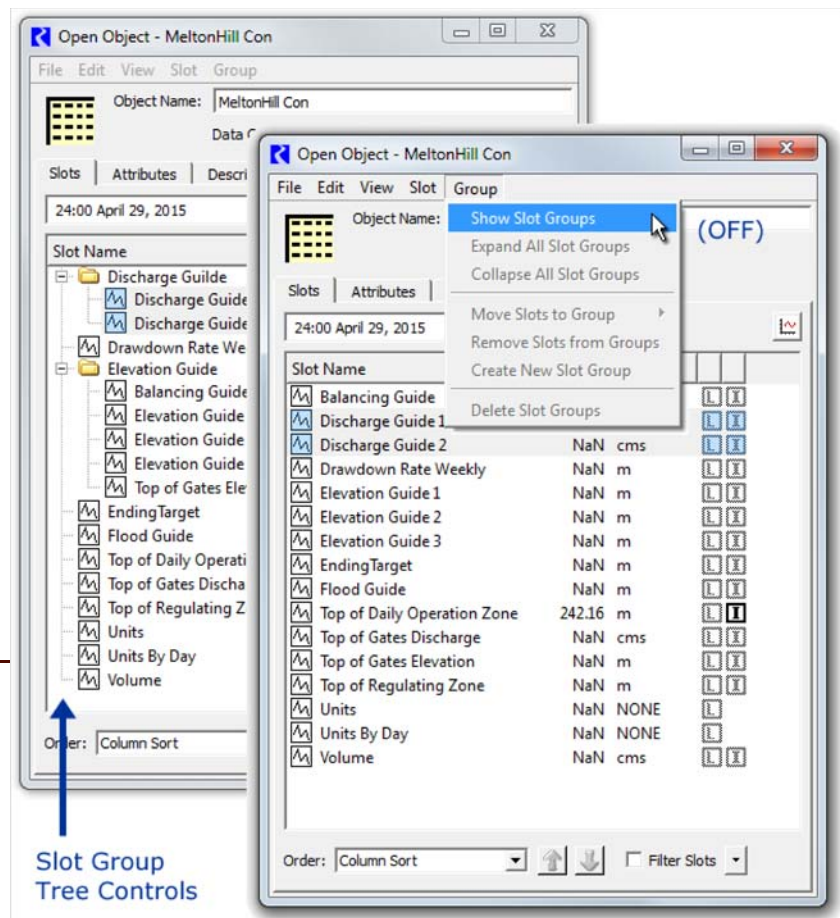 Open Object - MeltonHill Con
File Edit View Slot Group
Object Name: MeltonHill Con
Data
Slots Attributes Descri
24:00 April 29, 2015
Slot Name
Discharge Guilde
Discharge Guide
Discharge Guide
Drawdown Rate We
Elevation Guide
Balancing Guide
Elevation Guide
Elevation Guide
Elevation Guide
Top of Gates Ele
EndingTarget
Flood Guide
Top of Daily Operati
Top of Gates Discha
Top of Regulating Z
Units
Units By Day
Volume
Order: Column Sort
Slot Group
Tree Controls
Open Object - MeltonHill Con
File Edit View Slot Group
Object Name:
Show Slot Groups
(OFF)
Expand All Slot Groups
Collapse All Slot Groups
Move Slots to Group
Remove Slots from Groups
Create New Slot Group
Delete Slot Groups
Slots Attributes
24:00 April 29, 2015
Slot Name
Balancing Guide L I
Discharge Guide 1 L I
Discharge Guide 2 NaN cms L I
Drawdown Rate Weekly NaN m L I
Elevation Guide 1 NaN m L I
Elevation Guide 2 NaN m L I
Elevation Guide 3 NaN m L I
EndingTarget NaN m L I
Flood Guide NaN m L I
Top of Daily Operation Zone 242.16 m L I
Top of Gates Discharge NaN cms L I
Top of Gates Elevation NaN m L I
Top of Regulating Zone NaN m L I
Units NaN NONE L
Units By Day NaN NONE L
Volume NaN cms L I
Order: Column Sort Filter Slots